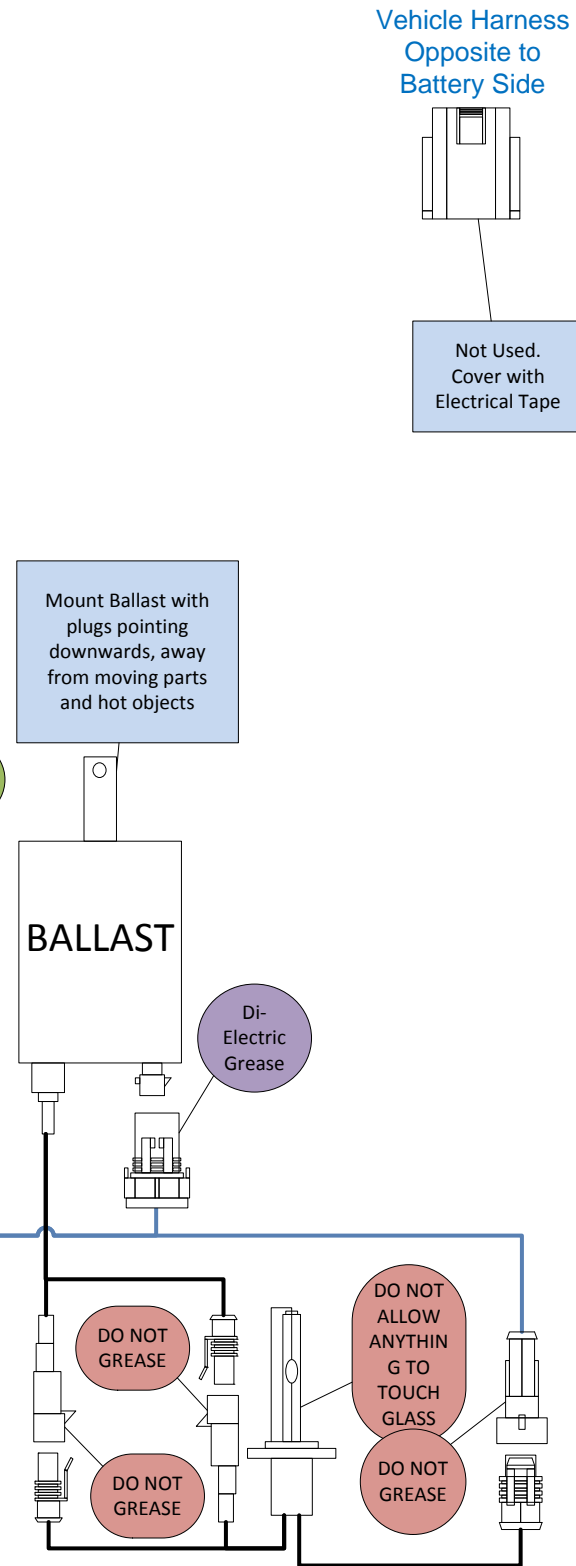 Vehicle Harness
Opposite to
Battery Side
Not Used.
Cover with
Electrical Tape
Mount Ballast with
plugs pointing
downwards, away
from moving parts
and hot objects
BALLAST
Di-
Electric
Grease
DO NOT
GREASE
DO NOT
GREASE
DO NOT
ALLOW
ANYTHIN
G TO
TOUCH
GLASS
DO NOT
GREASE